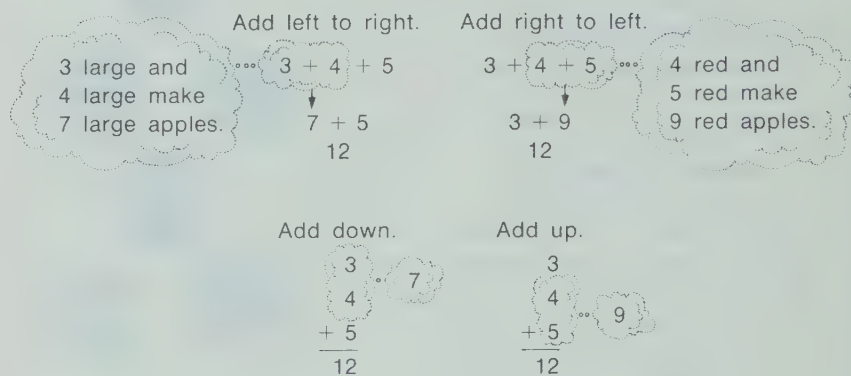 Add left to right.
3 large and
4 large make
7 large apples.
3 + 4 + 5
7 + 5
12
Add right to left.
3 + 4 + 5
3 + 9
12
4 red and
5 red make
9 red apples.
Add down.
3
4
+ 5
12
7
Add up.
3
4
+ 5
12
9